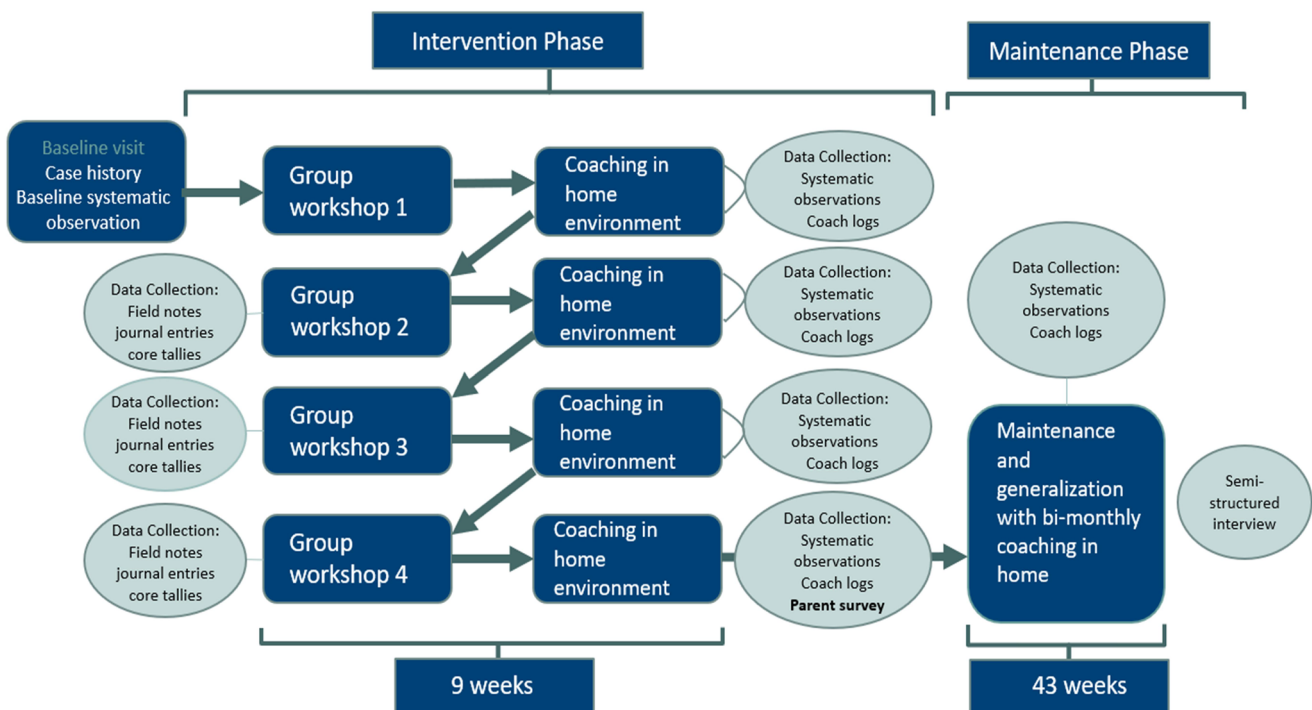 Intervention Phase
Maintenance Phase
Baseline visit
Case history
Baseline systematic
observation
Group
workshop 1
Coaching in
home
environment
Data Collection:
Systematic
observations
Coach logs
Data Collection:
Field notes
journal entries
core tallies
Group
workshop 2
Coaching in
home
environment
Data Collection:
Systematic
observations
Coach logs
Data Collection:
Field notes
journal entries
core tallies
Group
workshop 3
Coaching in
home
environment
Data Collection:
Systematic
observations
Coach logs
Data Collection:
Field notes
journal entries
core tallies
Group
workshop 4
Coaching in
home
environment
Data Collection:
Systematic
observations
Coach logs
Parent survey
Data Collection:
Systematic
observations
Coach logs
Maintenance
and
generalization
with bi-monthly
coaching in
home
Semi-
structured
interview
9 weeks
43 weeks